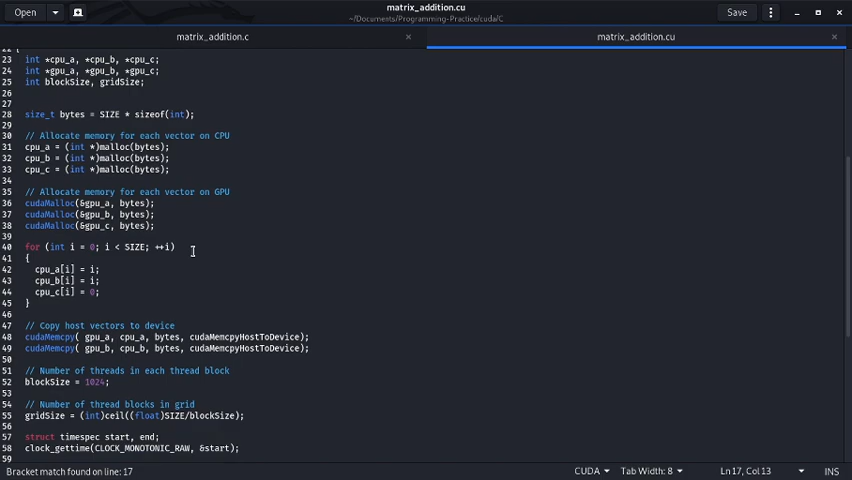 Open
matrix_addition.cu
~/Documents/Programming-Practice/cuda/C
Save
matrix_addition.c
matrix_addition.cu
22 {
23 int *cpu_a, *cpu_b, *cpu_c;
24 int *gpu_a, *gpu_b, *gpu_c;
25 int blockSize, gridSize;
26
27
28 size_t bytes = SIZE * sizeof(int);
29
30 // Allocate memory for each vector on CPU
31 cpu_a = (int *)malloc(bytes);
32 cpu_b = (int *)malloc(bytes);
33 cpu_c = (int *)malloc(bytes);
34
35 // Allocate memory for each vector on GPU
36 cudaMalloc(&gpu_a, bytes);
37 cudaMalloc(&gpu_b, bytes);
38 cudaMalloc(&gpu_c, bytes);
39
40 for (int i = 0; i < SIZE; ++i)
41 {
42 cpu_a[i] = i;
43 cpu_b[i] = i;
44 cpu_c[i] = 0;
45 }
46
47 // Copy host vectors to device
48 cudaMemcpy( gpu_a, cpu_a, bytes, cudaMemcpyHostToDevice);
49 cudaMemcpy( gpu_b, cpu_b, bytes, cudaMemcpyHostToDevice);
50
51 // Number of threads in each thread block
52 blockSize = 1024;
53
54 // Number of thread blocks in grid
55 gridSize = (int)ceil((float)SIZE/blockSize);
56
57 struct timespec start, end;
58 clock_gettime(CLOCK_MONOTONIC_RAW, &start);
59
Bracket match found on line: 17
CUDA
Tab Width: 8
Ln 17, Col 13
INS